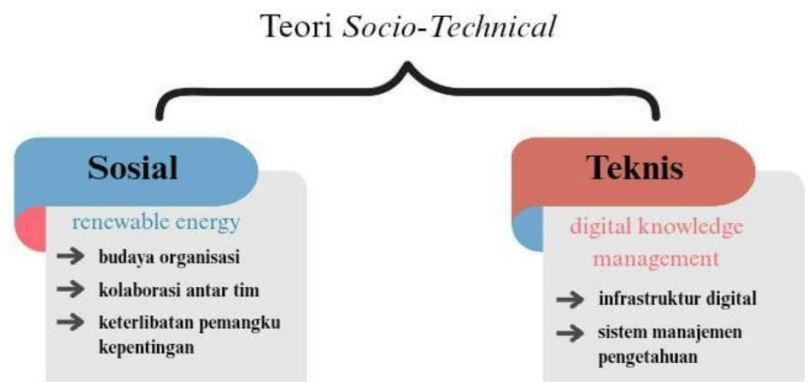 Teori Socio-Technical
Sosial
renewable energy
budaya organisasi
kolaborasi antar tim
keterlibatan pemangku
kepentingan
Teknis
digital knowledge
management
infrastruktur digital
sistem manajemen
pengetahuan